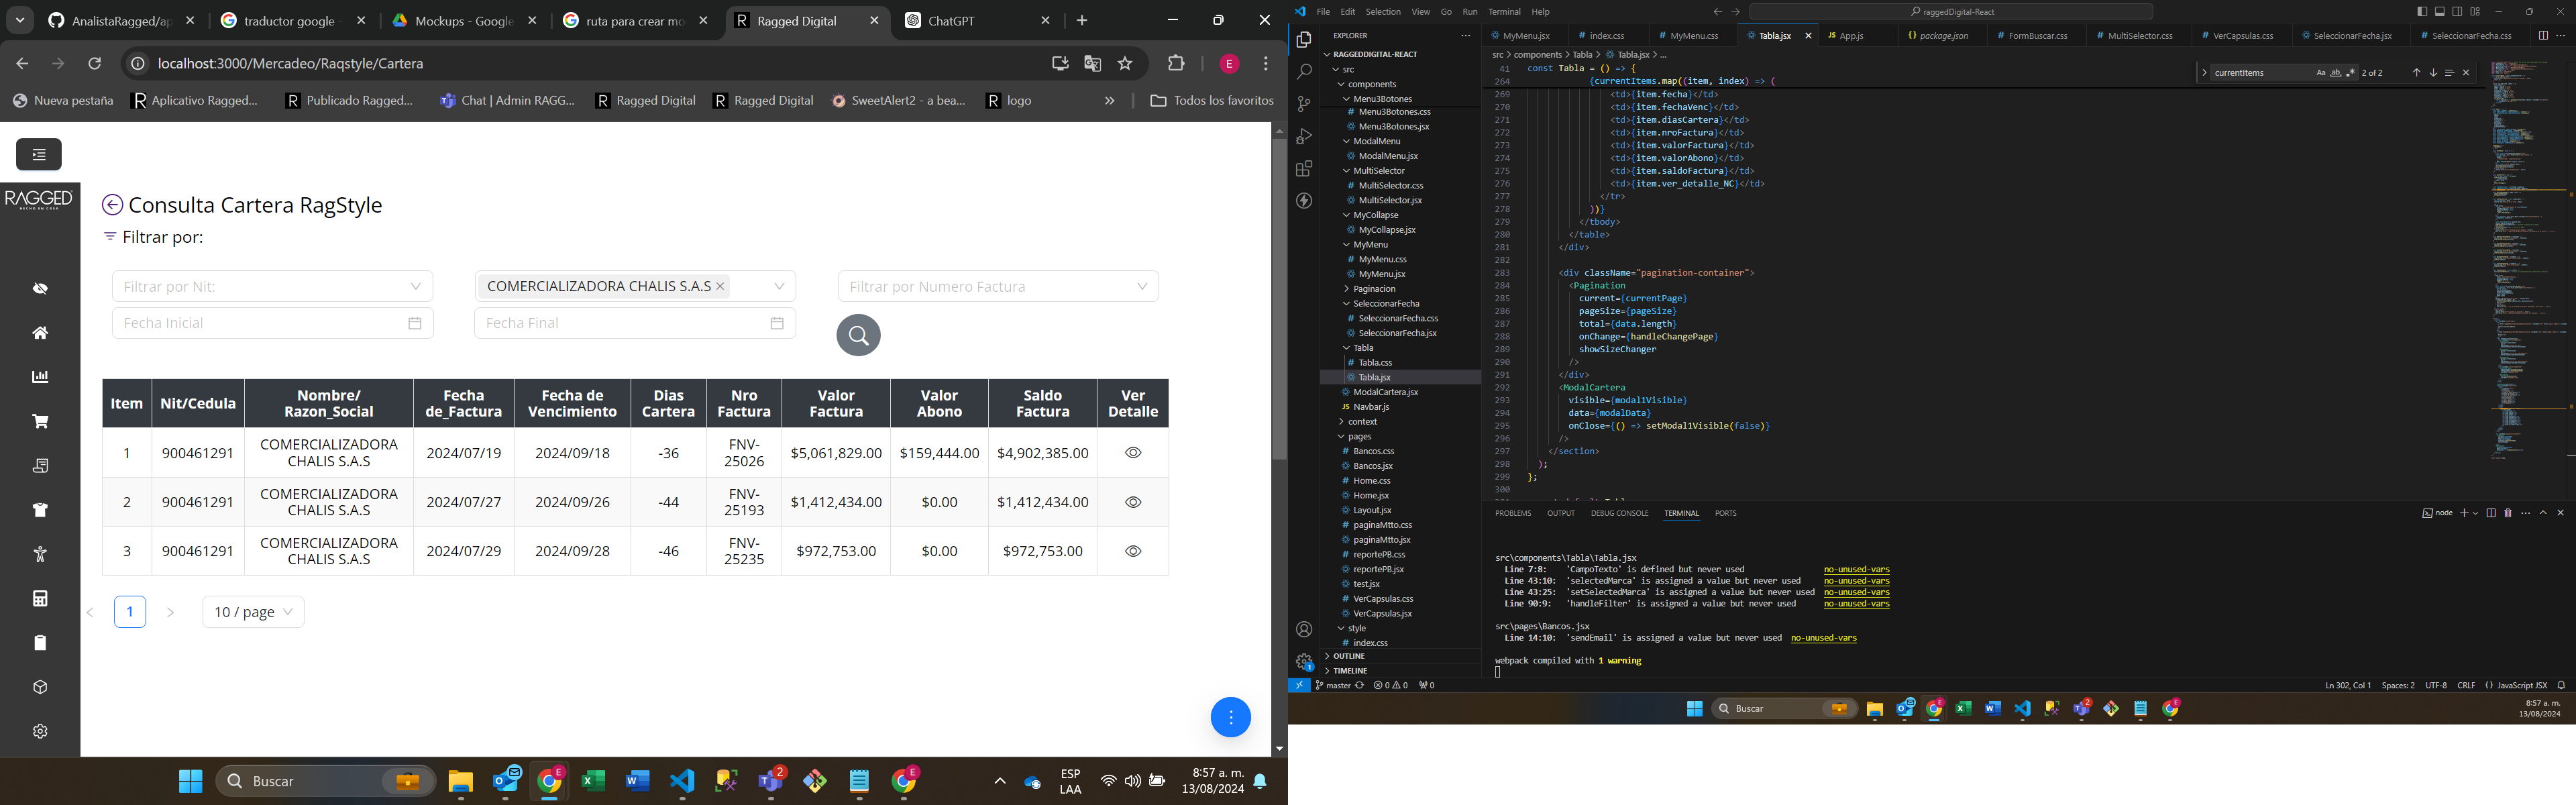 AnalistaRagged/ap
traductor google -
Mockups - Google
ruta para crear mo
Ragged Digital
ChatGPT
localhost:3000/Mercadeo/Raqstyle/Cartera
E
Nueva pestaña
Aplicativo Ragged...
Publicado Ragged...
Chat | Admin RAGG...
Ragged Digital
Ragged Digital
SweetAlert2 - a bea...
logo
Todos los favoritos
RAGGED
HECHO EN CASA
Consulta Cartera RagStyle
Filtrar por:
Filtrar por Nit:
COMERCIALIZADORA CHALIS S.A.S
Filtrar por Numero Factura
Fecha Inicial
Fecha Final
Item Nit/Cedula Nombre/ Razon_Social Fecha de_Factura Fecha de Vencimiento Dias Cartera Nro Factura Valor Factura Valor Abono Saldo Factura Ver Detalle
1 900461291 COMERCIALIZADORA CHALIS S.A.S 2024/07/19 2024/09/18 -36 FNV-25026 $5,061,829.00 $159,444.00 $4,902,385.00
2 900461291 COMERCIALIZADORA CHALIS S.A.S 2024/07/27 2024/09/26 -44 FNV-25193 $1,412,434.00 $0.00 $1,412,434.00
3 900461291 COMERCIALIZADORA CHALIS S.A.S 2024/07/29 2024/09/28 -46 FNV-25235 $972,753.00 $0.00 $972,753.00
1
10 / page
Buscar
ESP
LAA
8:57 a. m.
13/08/2024
File Edit Selection View Go Run Terminal Help
raggedDigital-React
EXPLORER
RAGGEDDIGITAL-REACT
src
components
Menu3Botones
Menu3Botones.css
Menu3Botones.jsx
ModalMenu
ModalMenu.jsx
MultiSelector
MultiSelector.css
MultiSelector.jsx
MyCollapse
MyCollapse.jsx
MyMenu
MyMenu.css
MyMenu.jsx
Paginacion
SeleccionarFecha
SeleccionarFecha.css
SeleccionarFecha.jsx
Tabla
Tabla.css
Tabla.jsx
ModalCartera.jsx
Navbar.js
context
pages
Bancos.css
Bancos.jsx
Home.css
Home.jsx
Layout.jsx
paginaMtto.css
paginaMtto.jsx
reportePB.css
reportePB.jsx
test.jsx
VerCapsulas.css
VerCapsulas.jsx
style
index.css
OUTLINE
TIMELINE
MyMenu.jsx
index.css
MyMenu.css
Tabla.jsx
App.js
package.json
FormBuscar.css
MultiSelector.css
VerCapsulas.css
SeleccionarFecha.jsx
SeleccionarFecha.css
src > components > Tabla > Tabla.jsx > ...
currentItems
2 of 2
41 const Tabla = () => {
264 {currentItems.map((item, index) => (
269 <td>{item.fecha}</td>
270 <td>{item.fechaVenc}</td>
271 <td>{item.diasCartera}</td>
272 <td>{item.nroFactura}</td>
273 <td>{item.valorFactura}</td>
274 <td>{item.valorAbono}</td>
275 <td>{item.saldoFactura}</td>
276 <td>{item.ver_detalle_NC}</td>
277 </tr>
278 ))}
279 </tbody>
280 </table>
281 </div>
282
283 <div className="pagination-container">
284 <Pagination
285 current={currentPage}
286 pageSize={pageSize}
287 total={data.length}
288 onChange={handleChangePage}
289 showSizeChanger
290 />
291 </div>
292 <ModalCartera
293 visible={modal1Visible}
294 data={modalData}
295 onClose={() => setModal1Visible(false)}
296 />
297 </section>
298 );
299 };
300
PROBLEMS OUTPUT DEBUG CONSOLE TERMINAL PORTS
node
src\components\Tabla\Tabla.jsx
Line 7:8: 'CampoTexto' is defined but never used no-unused-vars
Line 43:10: 'selectedMarca' is assigned a value but never used no-unused-vars
Line 43:25: 'setSelectedMarca' is assigned a value but never used no-unused-vars
Line 90:9: 'handleFilter' is assigned a value but never used no-unused-vars
src\pages\Bancos.jsx
Line 14:10: 'sendEmail' is assigned a value but never used no-unused-vars
webpack compiled with 1 warning
master
0 0
0
Ln 302, Col 1 Spaces: 2 UTF-8 CRLF JavaScript JSX
Buscar
8:57 a. m.
13/08/2024